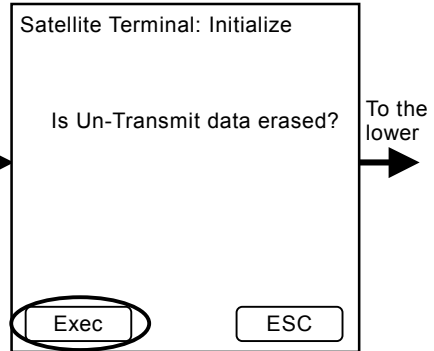 Satellite Terminal: Initialize
Is Un-Transmit data erased?
To the
lower
Exec
ESC